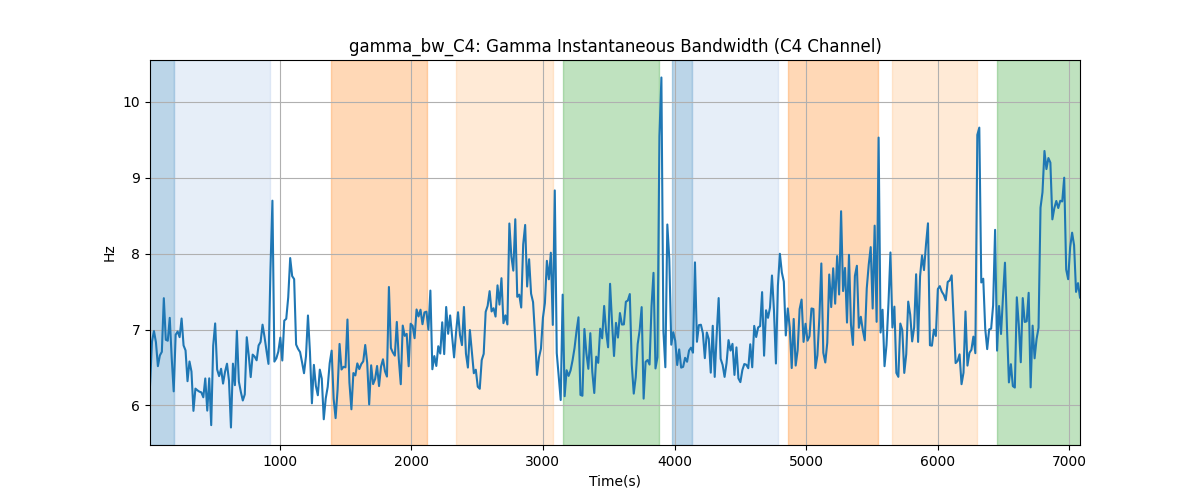 gamma_bw_C4: Gamma Instantaneous Bandwidth (C4 Channel)
Hz
10
9
8
7
6
1000 2000 3000 4000 5000 6000 7000
Time(s)